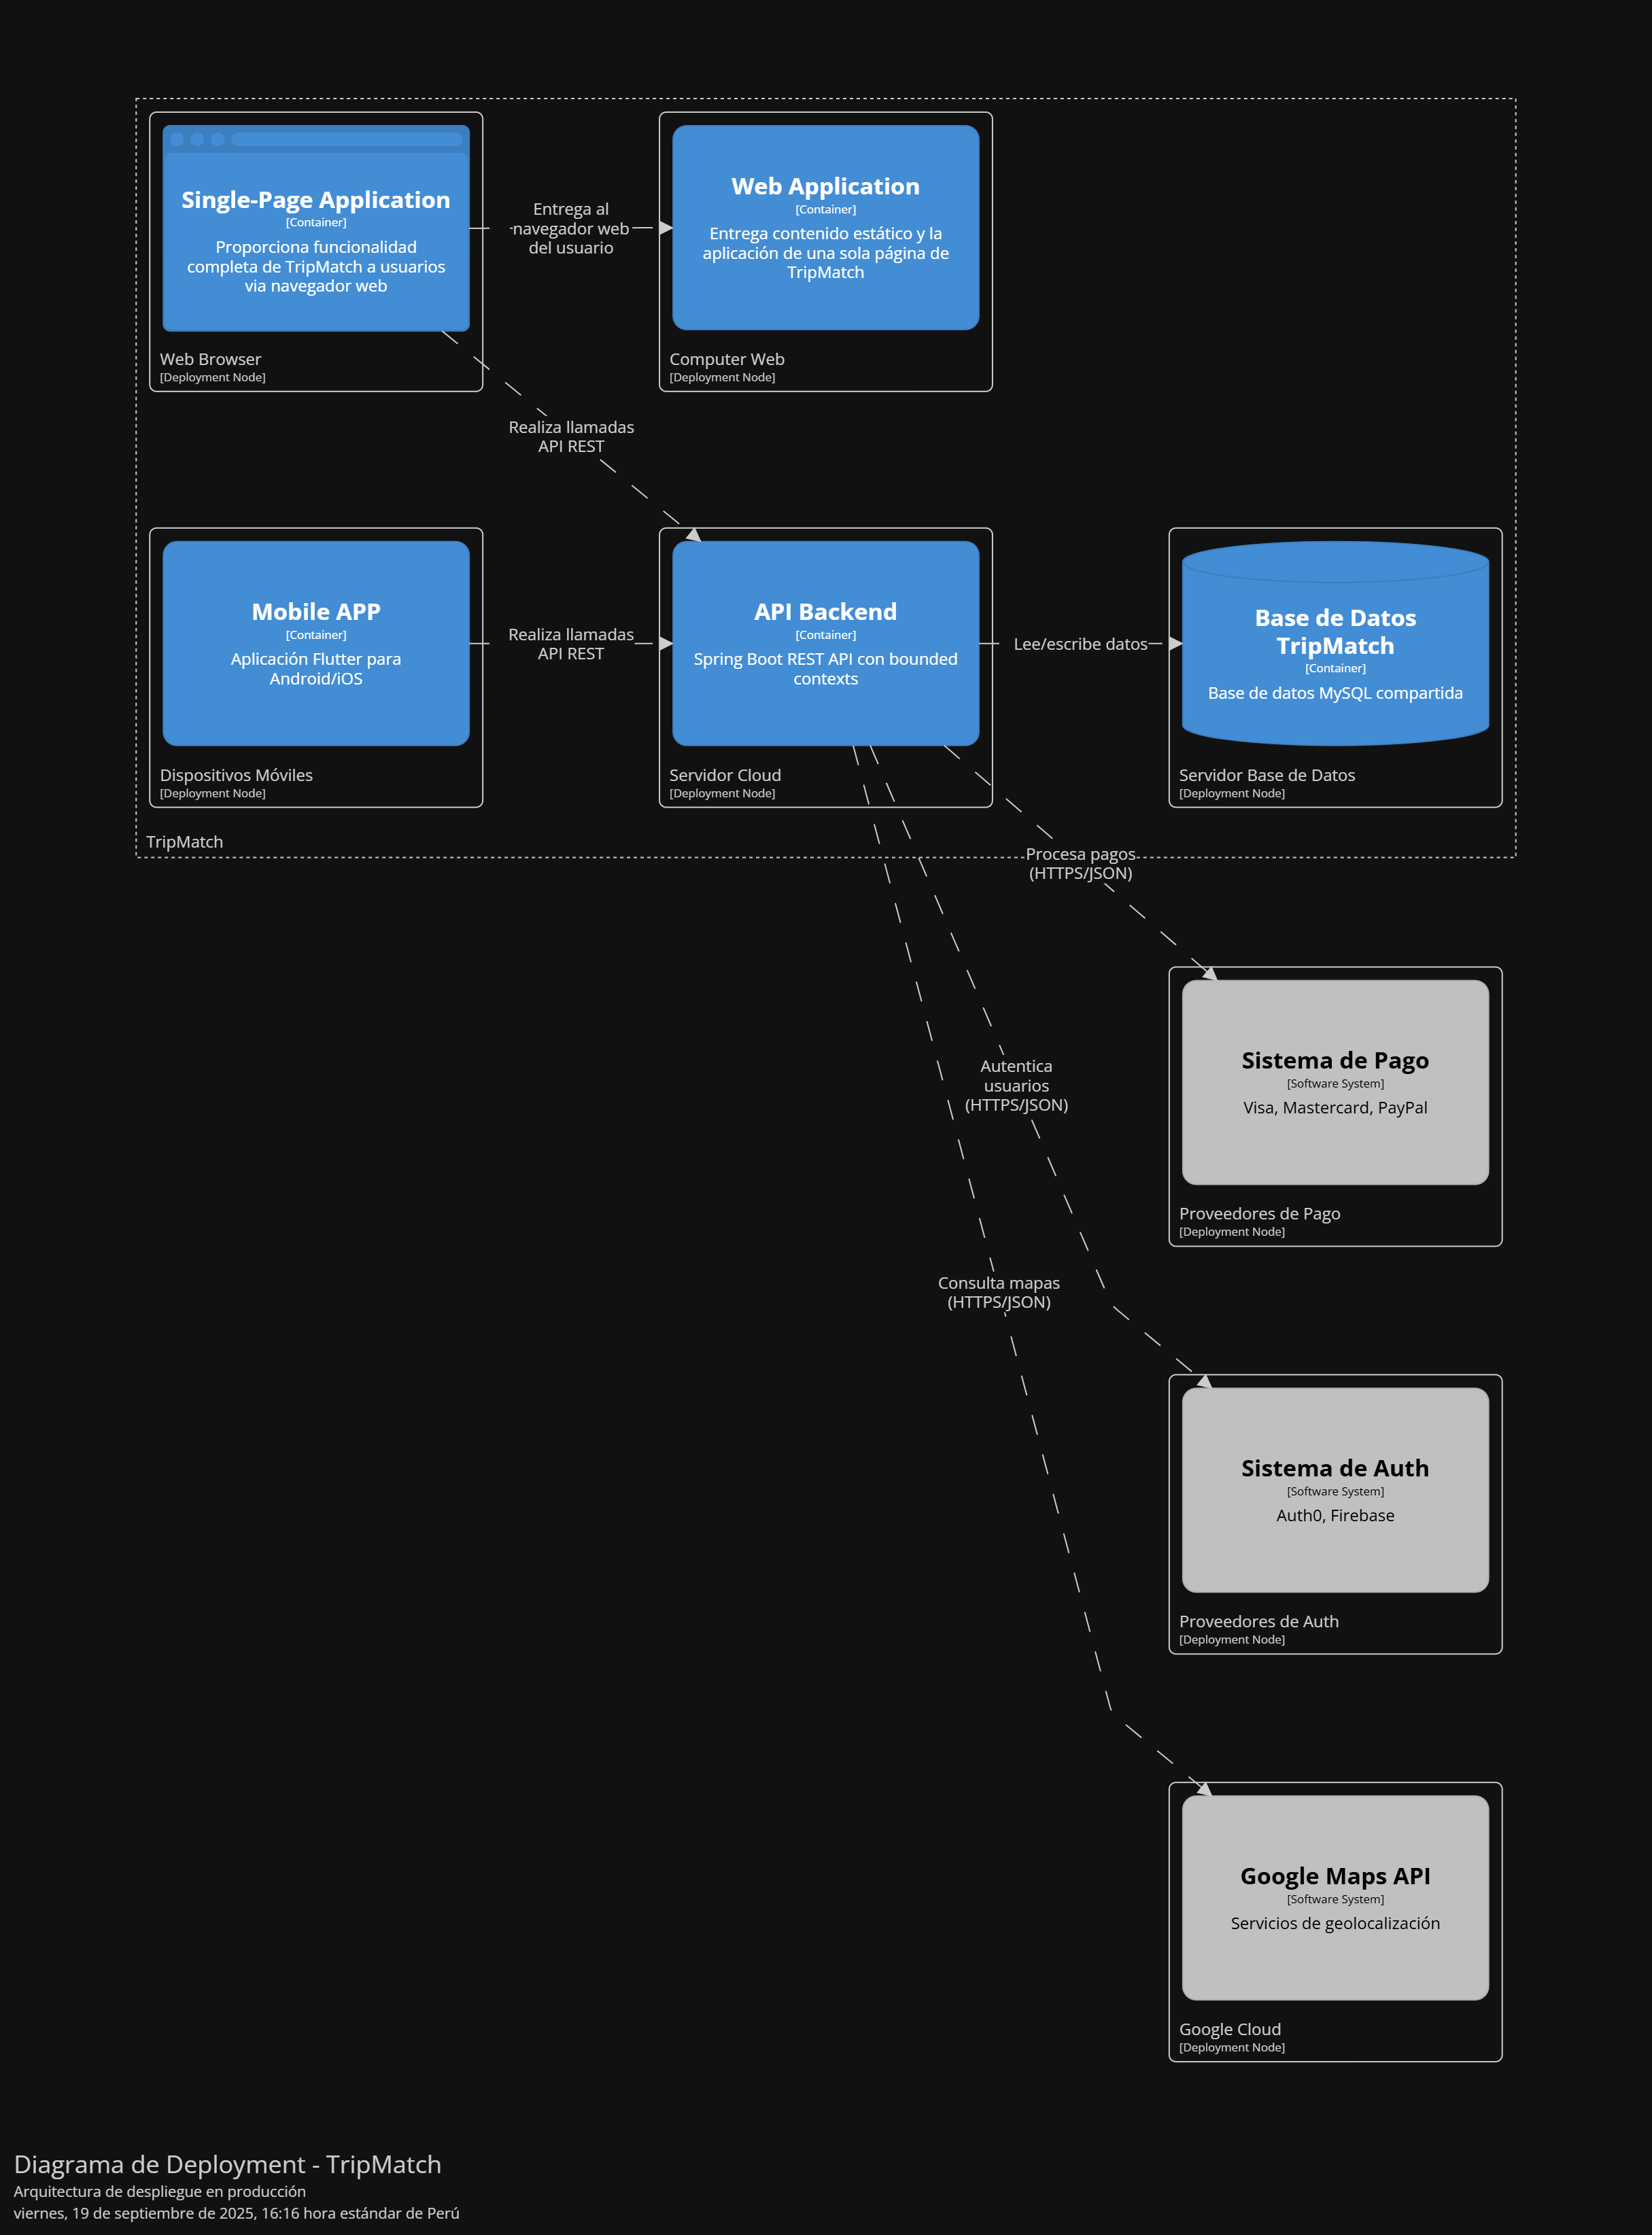 Single-Page Application
[Container]
Proporciona funcionalidad
completa de TripMatch a usuarios
via navegador web
Web Browser
[Deployment Node]
Entrega al
navegador web
del usuario
Web Application
[Container]
Entrega contenido estático y la
aplicación de una sola página de
TripMatch
Computer Web
[Deployment Node]
Realiza llamadas
API REST
Mobile APP
[Container]
Aplicación Flutter para
Android/iOS
Dispositivos Móviles
[Deployment Node]
Realiza llamadas
API REST
API Backend
[Container]
Spring Boot REST API con bounded
contexts
Servidor Cloud
[Deployment Node]
Lee/escribe datos
Base de Datos
TripMatch
[Container]
Base de datos MySQL compartida
Servidor Base de Datos
[Deployment Node]
TripMatch
Procesa pagos
(HTTPS/JSON)
Sistema de Pago
[Software System]
Visa, Mastercard, PayPal
Proveedores de Pago
[Deployment Node]
Autentica
usuarios
(HTTPS/JSON)
Consulta mapas
(HTTPS/JSON)
Sistema de Auth
[Software System]
Auth0, Firebase
Proveedores de Auth
[Deployment Node]
Google Maps API
[Software System]
Servicios de geolocalización
Google Cloud
[Deployment Node]
Diagrama de Deployment - TripMatch
Arquitectura de despliegue en producción
viernes, 19 de septiembre de 2025, 16:16 hora estándar de Perú